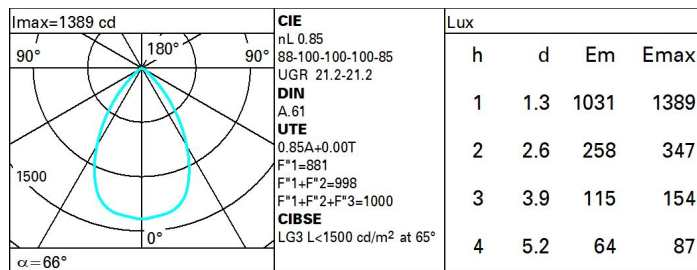 Imax=1389 cd
90° 180° 90°
1500
0°
α=66°
CIE
nL 0.85
88-100-100-100-85
UGR 21.2-21.2
DIN
A.61
UTE
0.85A+0.00T
F"1=881
F"1+F"2=998
F"1+F"2+F"3=1000
CIBSE
LG3 L<1500 cd/m² at 65°
Lux
h d Em Emax
1 1.3 1031 1389
2 2.6 258 347
3 3.9 115 154
4 5.2 64 87